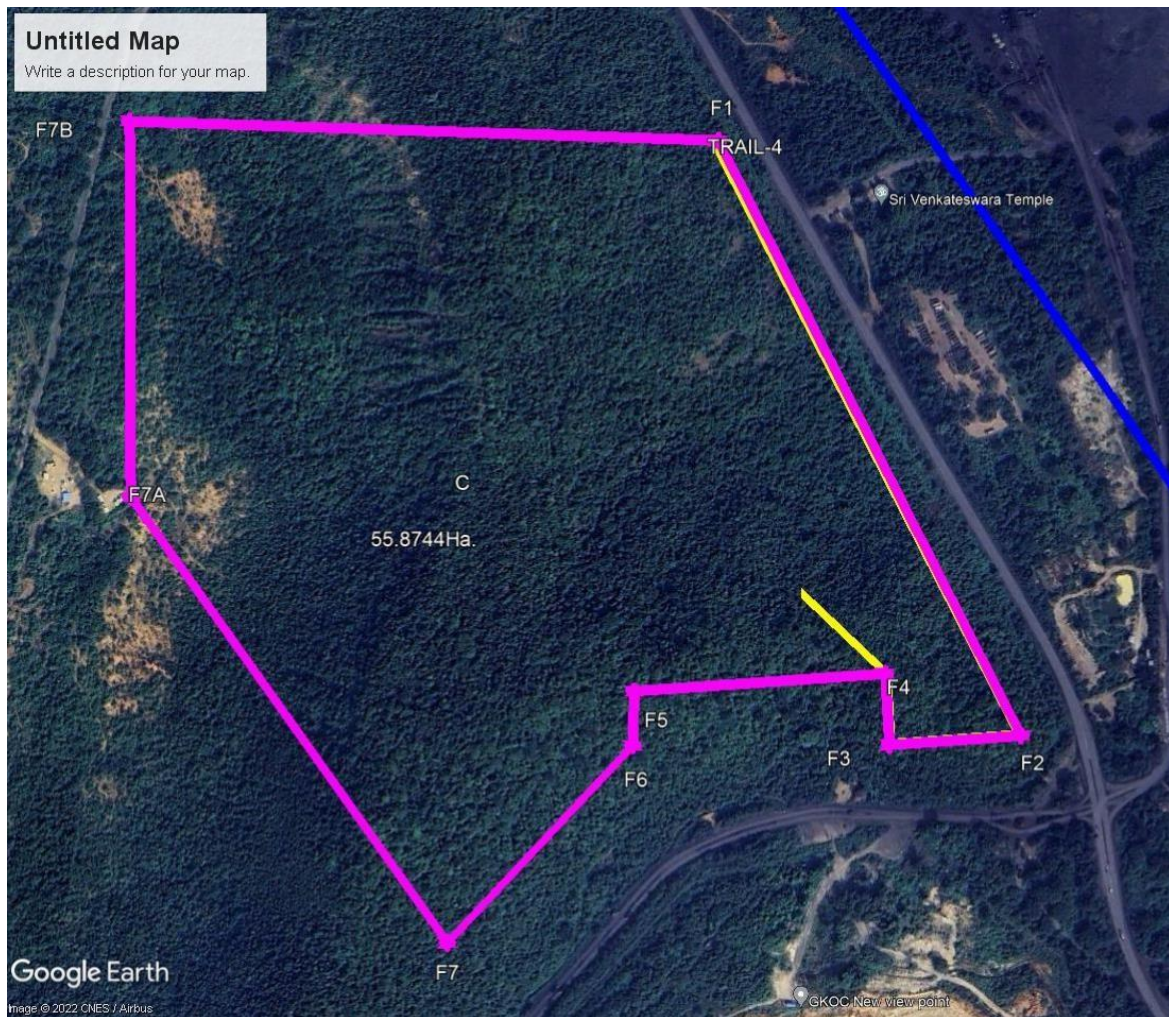 Untitled Map
Write a description for your map.
F7B
F1
TRAIL-4
Sri Venkateswara Temple
C
F7A
55.8744Ha.
F4
F5
F3
F2
F6
F7
Google Earth
GKOC New view point
Image © 2022 CNES / Airbus